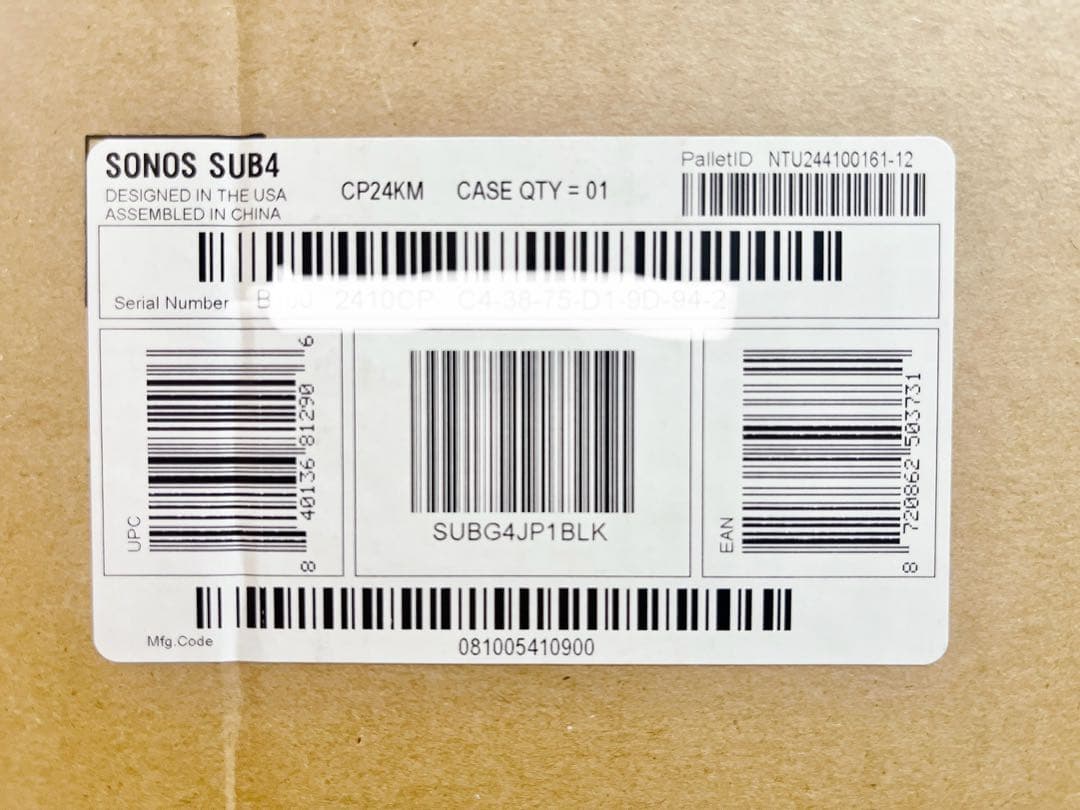 SONOS SUB4
DESIGNED IN THE USA
ASSEMBLED IN CHINA
CP24KM CASE QTY = 01
PalletID NTU244100161-12
Serial Number
UPC
8 40136 81290 6
SUBG4JP1BLK
EAN
8 720862 503731
Mfg.Code
081005410900